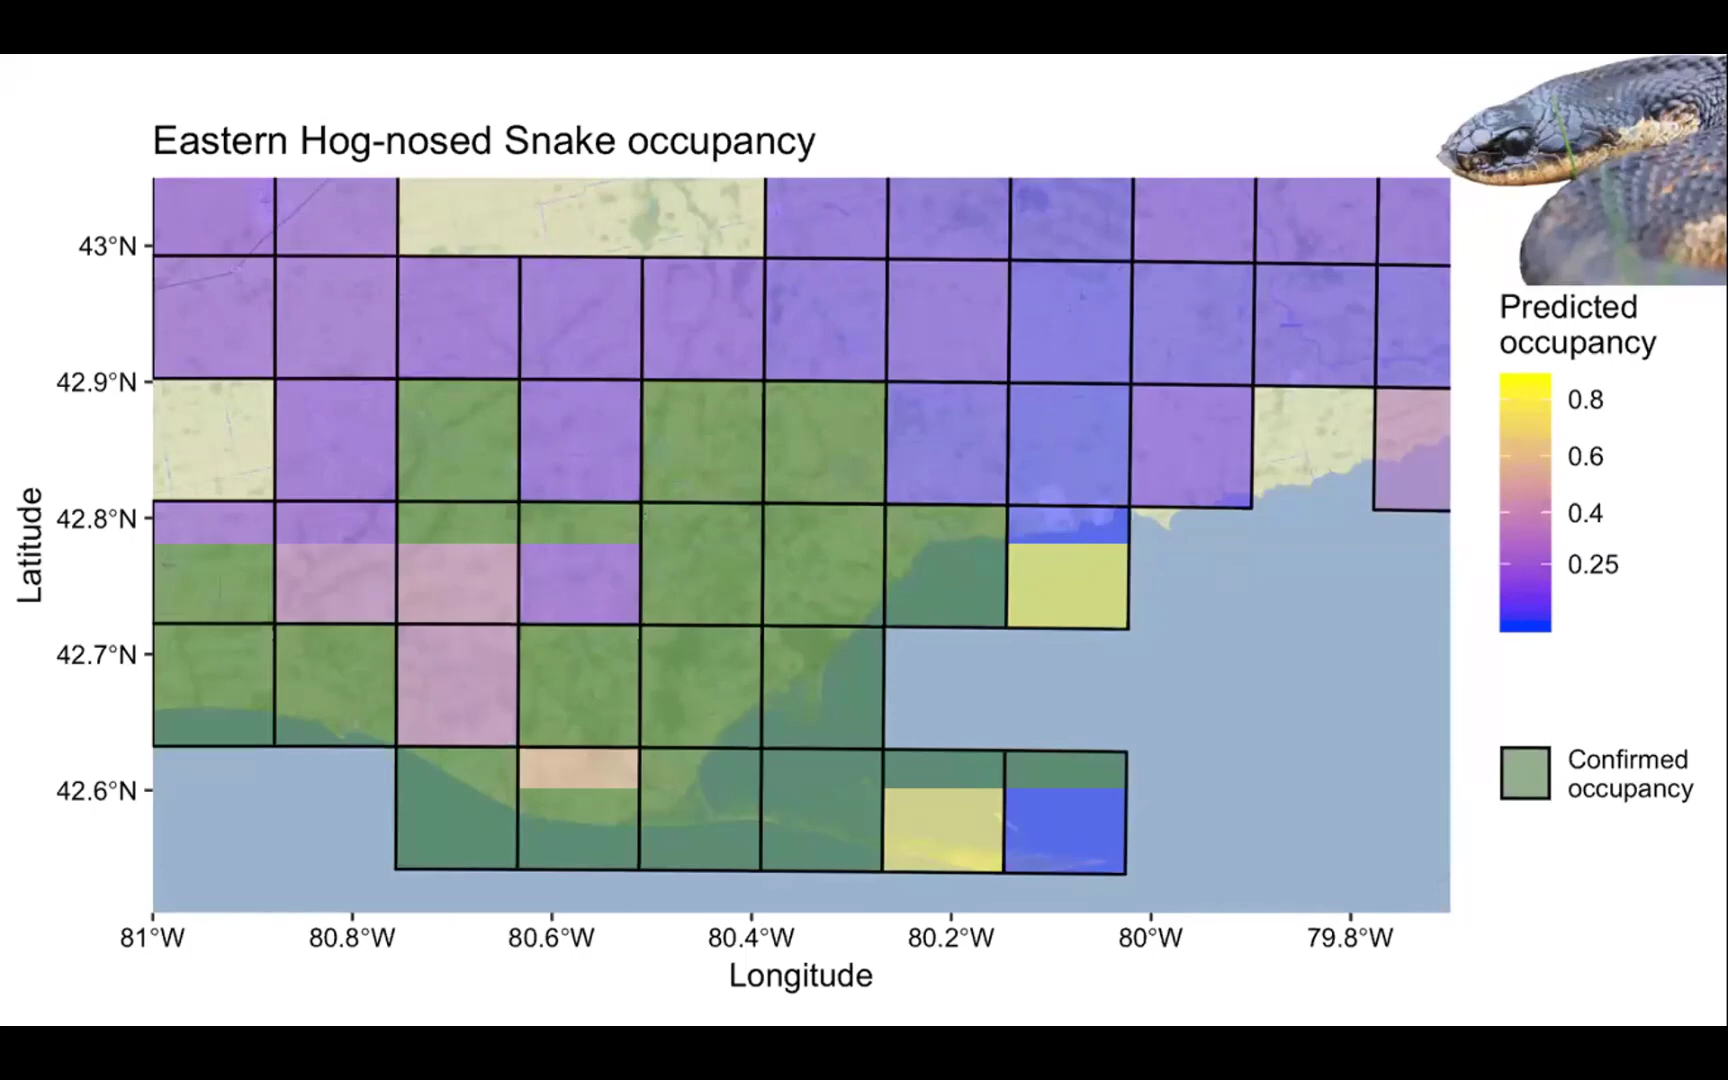 Eastern Hog-nosed Snake occupancy
43°N
42.9°N
42.8°N
42.7°N
42.6°N
Latitude
81°W
80.8°W
80.6°W
80.4°W
80.2°W
80°W
79.8°W
Longitude
Predicted
occupancy
0.8
0.6
0.4
0.25
Confirmed
occupancy